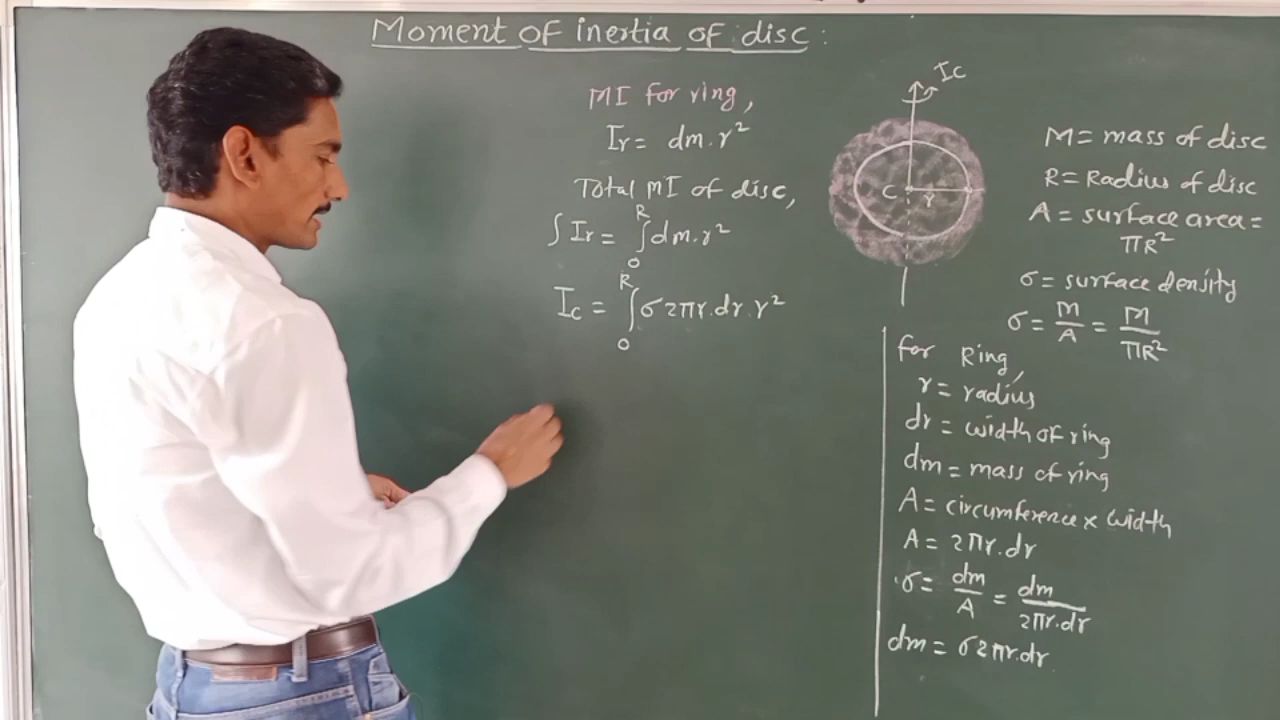 Moment of inertia of disc :
MI for ring,
Ir = dm.r²
Total MI of disc,
∫ Ir = ∫₀ᴿ dm.r²
Ic = ∫₀ᴿ σ 2πr.dr.r²
Ic
C
r
M = mass of disc
R = Radius of disc
A = surface area =
πR²
σ = surface density
σ = M/A = M/πR²
for Ring,
r = radius
dr = width of ring
dm = mass of ring
A = circumference x width
A = 2πr.dr
σ = dm/A = dm/2πr.dr
dm = σ2πr.dr